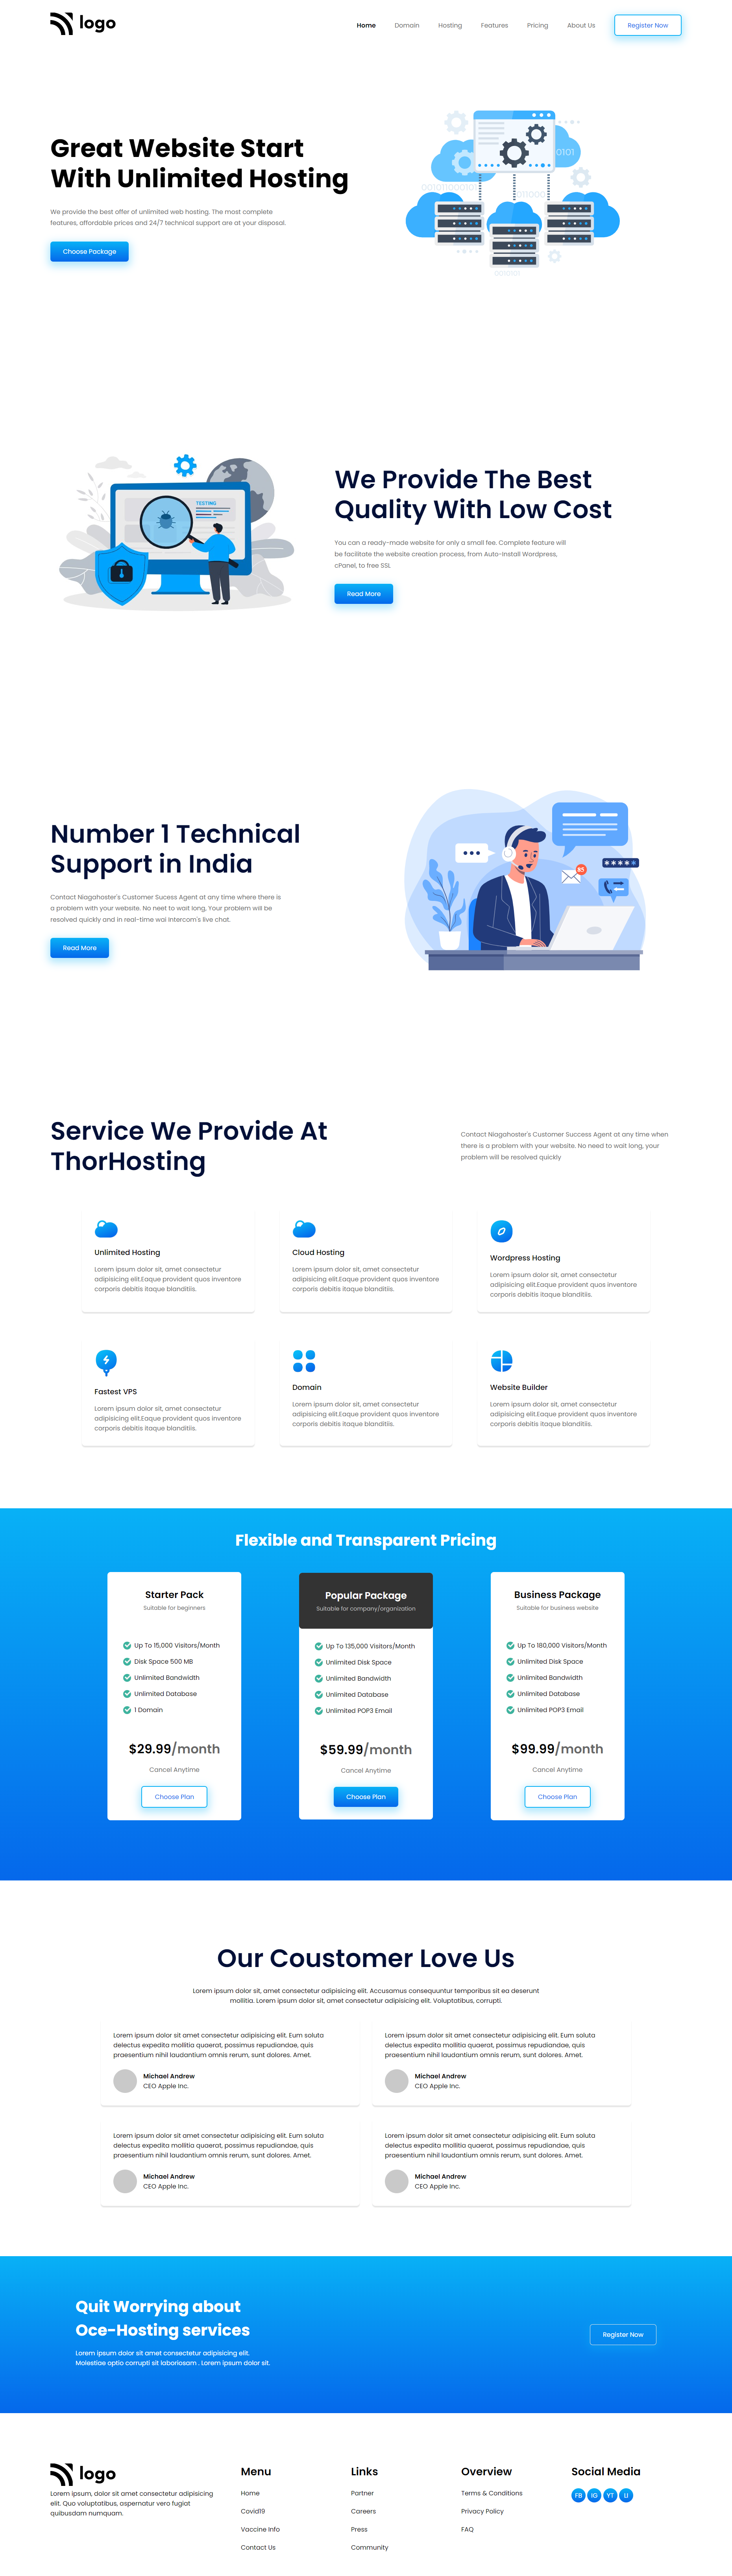 logo
Home Domain Hosting Features Pricing About Us Register Now
Great Website Start
With Unlimited Hosting
We provide the best offer of unlimited web hosting. The most complete
features, affordable prices and 24/7 technical support are at your disposal.
Choose Package
TESTING
We Provide The Best
Quality With Low Cost
You can a ready-made website for only a small fee. Complete feature will
be facilitate the website creation process, from Auto-Install Wordpress,
cPanel, to free SSL
Read More
Number 1 Technical
Support in India
Contact Niagahoster's Customer Sucess Agent at any time where there is
a problem with your website. No neet to wait long, Your problem will be
resolved quickly and in real-time wai Intercom's live chat.
Read More
Service We Provide At
ThorHosting
Contact Niagahoster's Customer Success Agent at any time when
there is a problem with your website. No need to wait long, your
problem will be resolved quickly
Unlimited Hosting
Lorem ipsum dolor sit, amet consectetur
adipisicing elit.Eaque provident quos inventore
corporis debitis itaque blanditiis.
Cloud Hosting
Lorem ipsum dolor sit, amet consectetur
adipisicing elit.Eaque provident quos inventore
corporis debitis itaque blanditiis.
Wordpress Hosting
Lorem ipsum dolor sit, amet consectetur
adipisicing elit.Eaque provident quos inventore
corporis debitis itaque blanditiis.
Fastest VPS
Lorem ipsum dolor sit, amet consectetur
adipisicing elit.Eaque provident quos inventore
corporis debitis itaque blanditiis.
Domain
Lorem ipsum dolor sit, amet consectetur
adipisicing elit.Eaque provident quos inventore
corporis debitis itaque blanditiis.
Website Builder
Lorem ipsum dolor sit, amet consectetur
adipisicing elit.Eaque provident quos inventore
corporis debitis itaque blanditiis.
Flexible and Transparent Pricing
Starter Pack
Suitable for beginners
Up To 15,000 Visitors/Month
Disk Space 500 MB
Unlimited Bandwidth
Unlimited Database
1 Domain
$29.99/month
Cancel Anytime
Choose Plan
Popular Package
Suitable for company/organization
Up To 135,000 Visitors/Month
Unlimited Disk Space
Unlimited Bandwidth
Unlimited Database
Unlimited POP3 Email
$59.99/month
Cancel Anytime
Choose Plan
Business Package
Suitable for business website
Up To 180,000 Visitors/Month
Unlimited Disk Space
Unlimited Bandwidth
Unlimited Database
Unlimited POP3 Email
$99.99/month
Cancel Anytime
Choose Plan
Our Coustomer Love Us
Lorem ipsum dolor sit, amet consectetur adipisicing elit. Accusamus consequuntur temporibus sit ea deserunt
mollitia. Lorem ipsum dolor sit, amet consectetur adipisicing elit. Voluptatibus, corrupti.
Lorem ipsum dolor sit amet consectetur adipisicing elit. Eum soluta
delectus expedita mollitia quaerat, possimus repudiandae, quis
praesentium nihil laudantium omnis rerum, sunt dolores. Amet.
Michael Andrew
CEO Apple Inc.
Lorem ipsum dolor sit amet consectetur adipisicing elit. Eum soluta
delectus expedita mollitia quaerat, possimus repudiandae, quis
praesentium nihil laudantium omnis rerum, sunt dolores. Amet.
Michael Andrew
CEO Apple Inc.
Lorem ipsum dolor sit amet consectetur adipisicing elit. Eum soluta
delectus expedita mollitia quaerat, possimus repudiandae, quis
praesentium nihil laudantium omnis rerum, sunt dolores. Amet.
Michael Andrew
CEO Apple Inc.
Lorem ipsum dolor sit amet consectetur adipisicing elit. Eum soluta
delectus expedita mollitia quaerat, possimus repudiandae, quis
praesentium nihil laudantium omnis rerum, sunt dolores. Amet.
Michael Andrew
CEO Apple Inc.
Quit Worrying about
Oce-Hosting services
Lorem ipsum dolor sit amet consectetur adipisicing elit.
Molestiae optio corrupti sit laboriosam . Lorem ipsum dolor sit.
Register Now
logo
Lorem ipsum, dolor sit amet consectetur adipisicing
elit. Quo voluptatibus, aspernatur vero fugiat
quibusdam numquam.
Menu
Home
Covid19
Vaccine Info
Contact Us
Links
Partner
Careers
Press
Community
Overview
Terms & Conditions
Privacy Policy
FAQ
Social Media
FB IG YT IJ